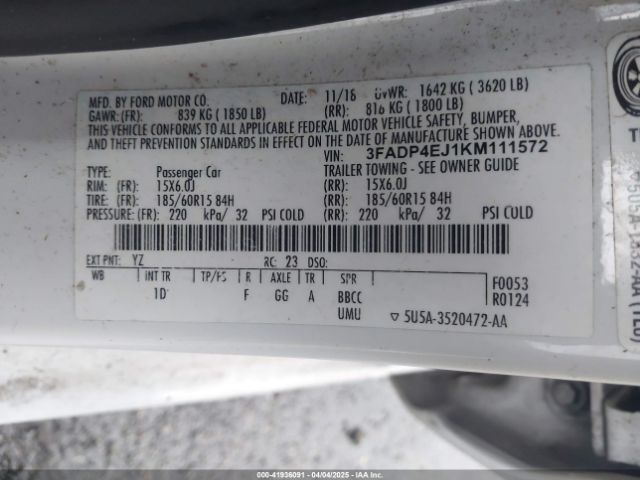 MFD. BY FORD MOTOR CO. DATE: 11/18 GVWR: 1642 KG ( 3620 LB)
GAWR: (FR): 839 KG ( 1850 LB) (RR): 816 KG ( 1800 LB)
THIS VEHICLE CONFORMS TO ALL APPLICABLE FEDERAL MOTOR VEHICLE SAFETY, BUMPER,
AND THEFT PREVENTION STANDARDS IN EFFECT ON THE DATE OF MANUFACTURE SHOWN ABOVE.
VIN: 3FADP4EJ1KM111572
TYPE: Passenger Car TRAILER TOWING - SEE OWNER GUIDE
RIM: (FR): 15X6.0J (RR): 15X6.0J
TIRE: (FR): 185/60R15 84H (RR): 185/60R15 84H
PRESSURE: (FR): 220 kPa/ 32 PSI COLD (RR): 220 kPa/ 32 PSI COLD
EXT PNT: YZ RC: 23 DSO:
WB INT TR TP/PS R AXLE TR SPR F0053
1D F GG A BBCC R0124
UMU ▽ 5U5A-3520472-AA
000-41936091 - 04/04/2025 - IAAI.CA